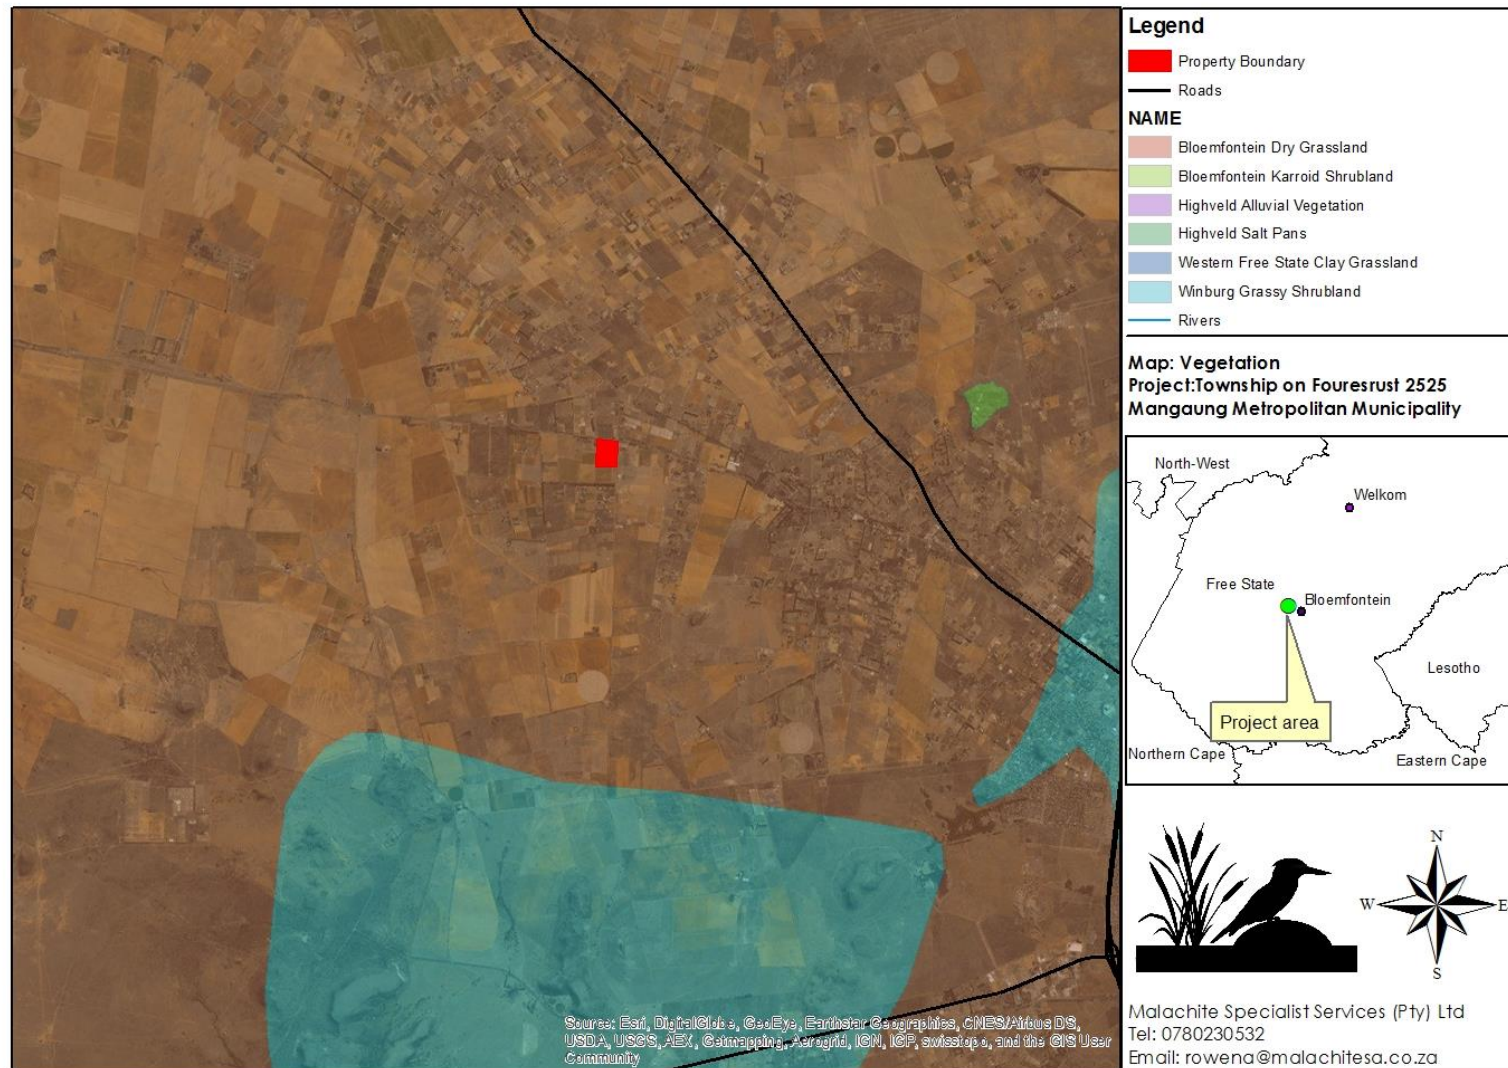 Legend
Property Boundary
Roads
NAME
Bloemfontein Dry Grassland
Bloemfontein Karroid Shrubland
Highveld Alluvial Vegetation
Highveld Salt Pans
Western Free State Clay Grassland
Winburg Grassy Shrubland
Rivers
Map: Vegetation
Project:Township on Fouresrust 2525
Mangaung Metropolitan Municipality
North-West
Welkom
Free State
Bloemfontein
Lesotho
Project area
Northern Cape
Eastern Cape
N
W
E
S
Malachite Specialist Services (Pty) Ltd
Tel: 0780230532
Email: rowena@malachitesa.co.za
Source: Esri, DigitalGlobe, GeoEye, Earthstar Geographics, CNES/Airbus DS,
USDA, USGS, AEX, Getmapping, Aerogrid, IGN, IGP, swisstopo, and the GIS User
Community